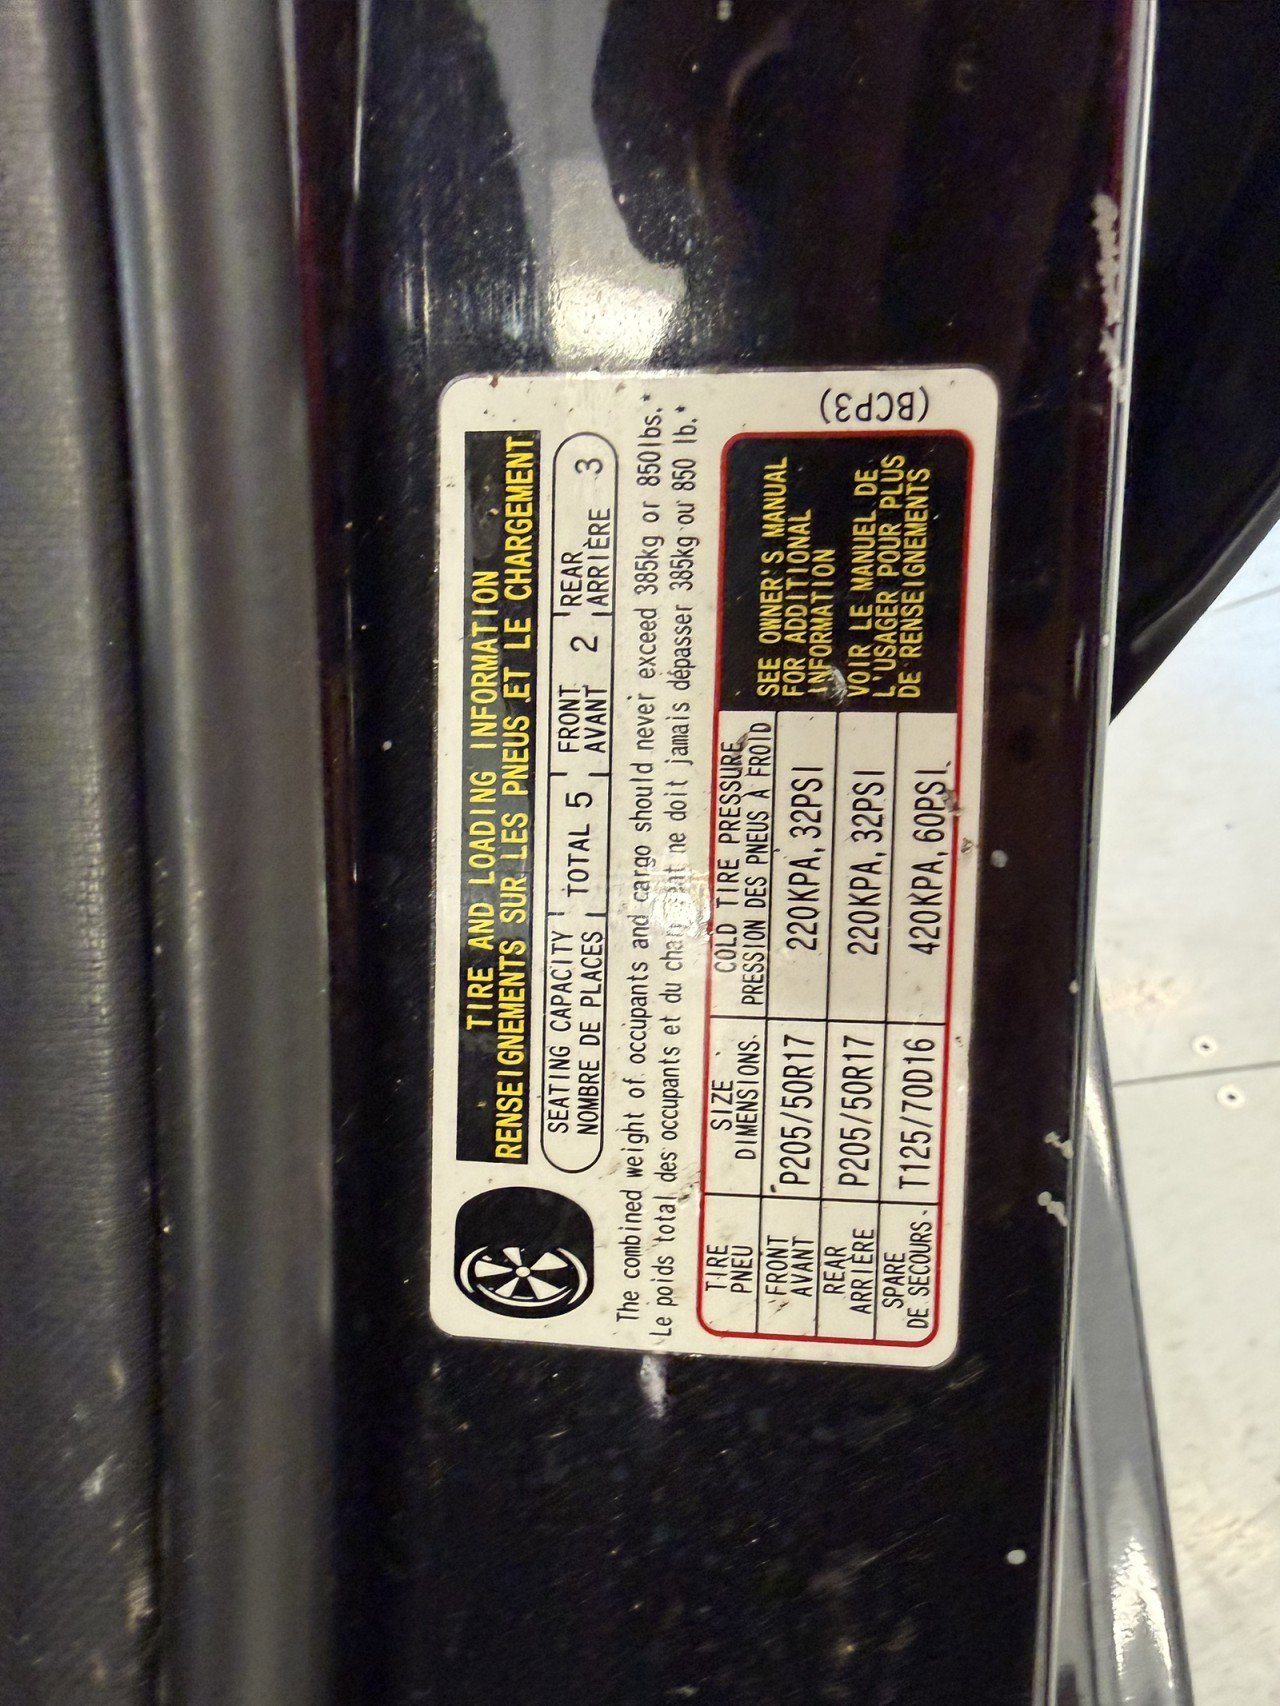 TIRE AND LOADING INFORMATION
RENSEIGNEMENTS SUR LES PNEUS ET LE CHARGEMENT
SEATING CAPACITY TOTAL 5 FRONT 2 REAR 3
NOMBRE DE PLACES AVANT ARRIÈRE
The combined weight of occupants and cargo should never exceed 385kg or 850lbs.*
Le poids total des occupants et du chargement ne doit jamais dépasser 385kg ou 850 lb.*
TIRE SIZE COLD TIRE PRESSURE
PNEU DIMENSIONS PRESSION DES PNEUS À FROID
FRONT
AVANT P205/50R17 220KPA, 32PSI
REAR
ARRIÈRE P205/50R17 220KPA, 32PSI
SPARE
DE SECOURS T125/70D16 420KPA, 60PSI
SEE OWNER'S MANUAL
FOR ADDITIONAL
INFORMATION
VOIR LE MANUEL DE
L'USAGER POUR PLUS
DE RENSEIGNEMENTS
(BCP3)